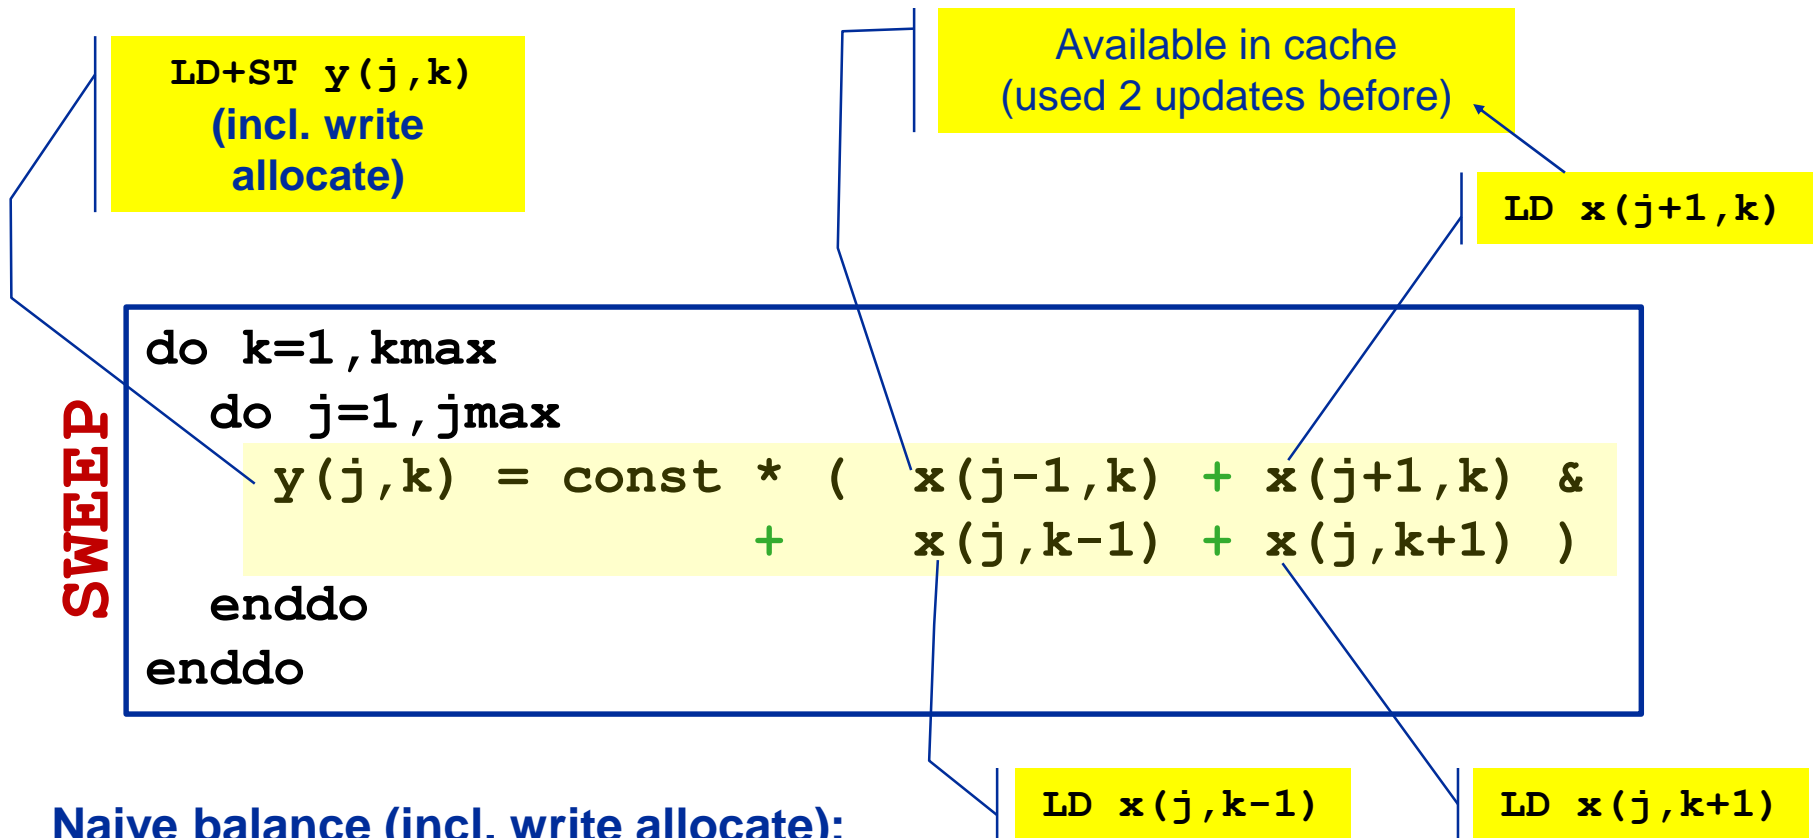 LD+ST y(j,k)
(incl. write
allocate)
Available in cache
(used 2 updates before)
LD x(j+1,k)
SWEEP
do k=1,kmax
do j=1,jmax
y(j,k) = const * ( x(j-1,k) + x(j+1,k) &
+ x(j,k-1) + x(j,k+1) )
enddo
enddo
LD x(j,k-1)
LD x(j,k+1)
Naive balance (incl. write allocate):